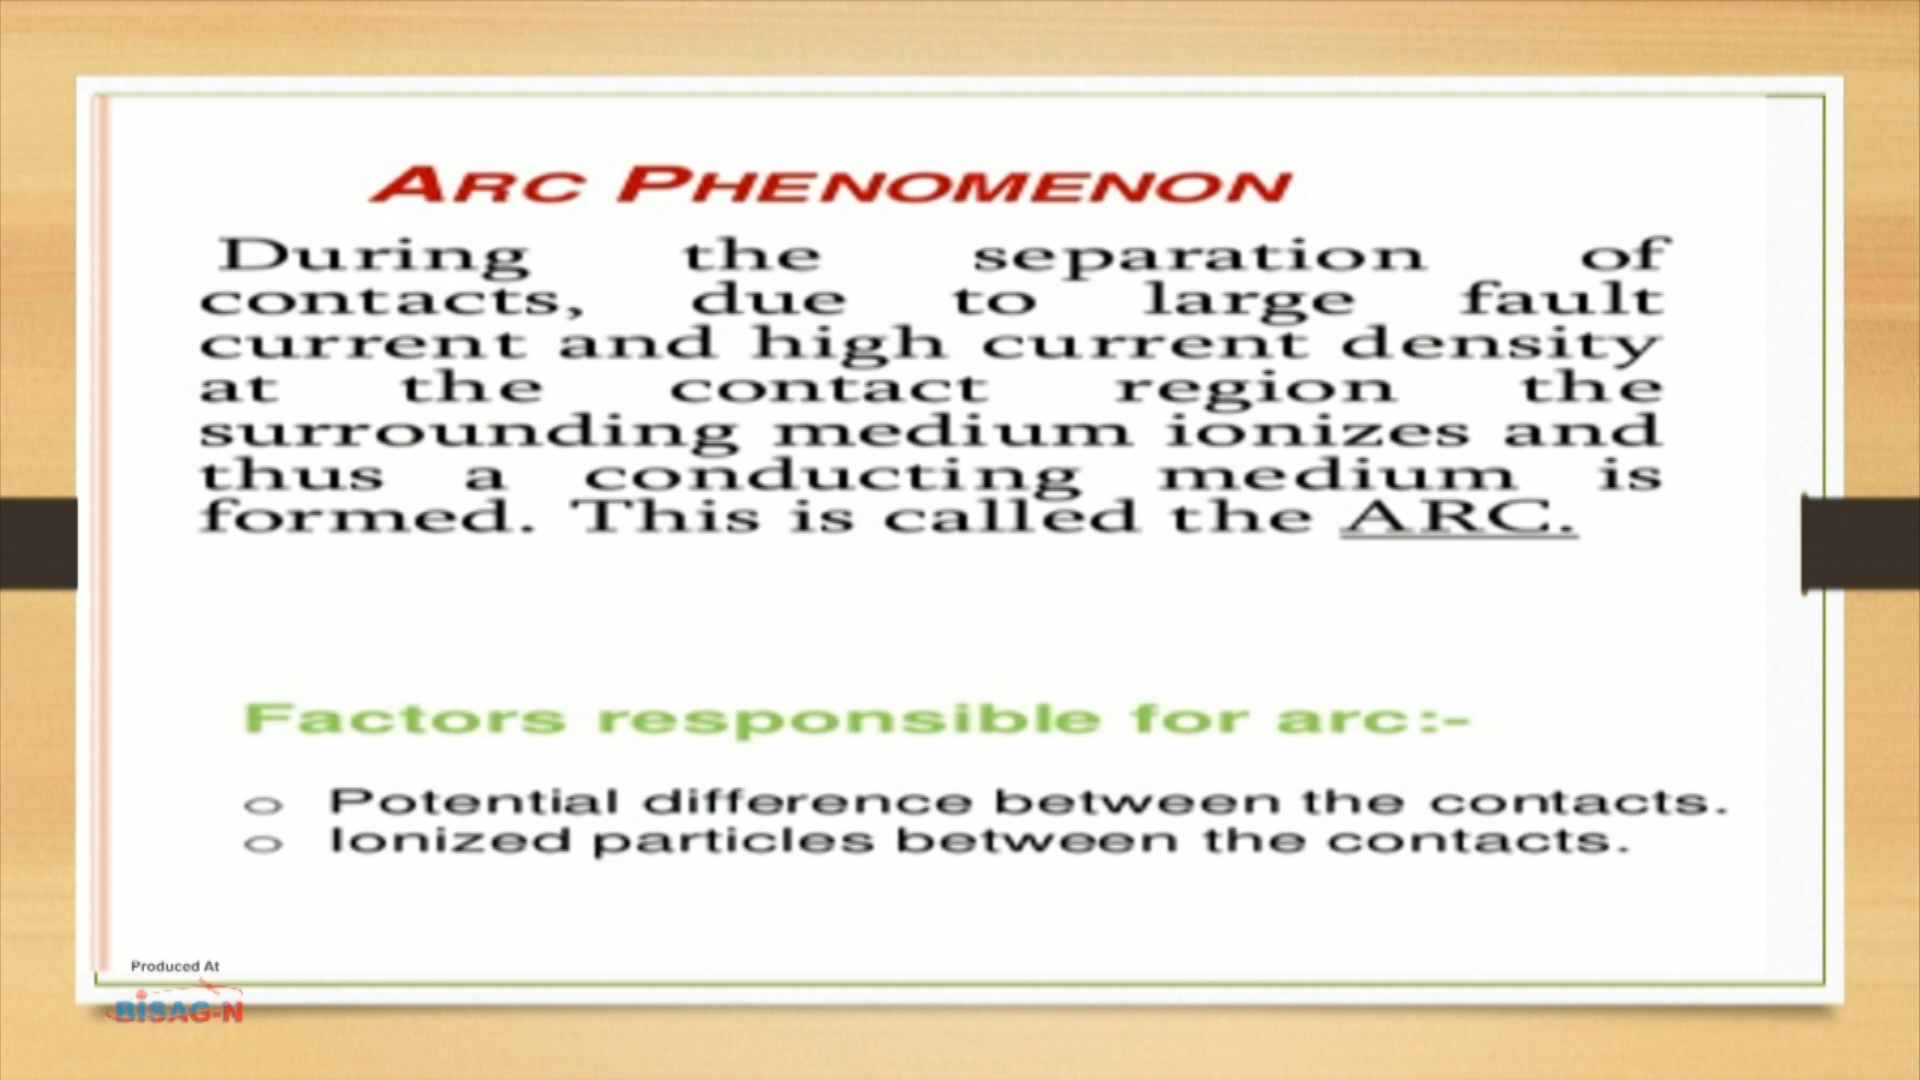 ARC PHENOMENON
During the separation of
contacts, due to large fault
current and high current density
at the contact region the
surrounding medium ionizes and
thus a conducting medium is
formed. This is called the ARC.
Factors responsible for arc:-
○ Potential difference between the contacts.
○ Ionized particles between the contacts.
Produced At
BISAG-N